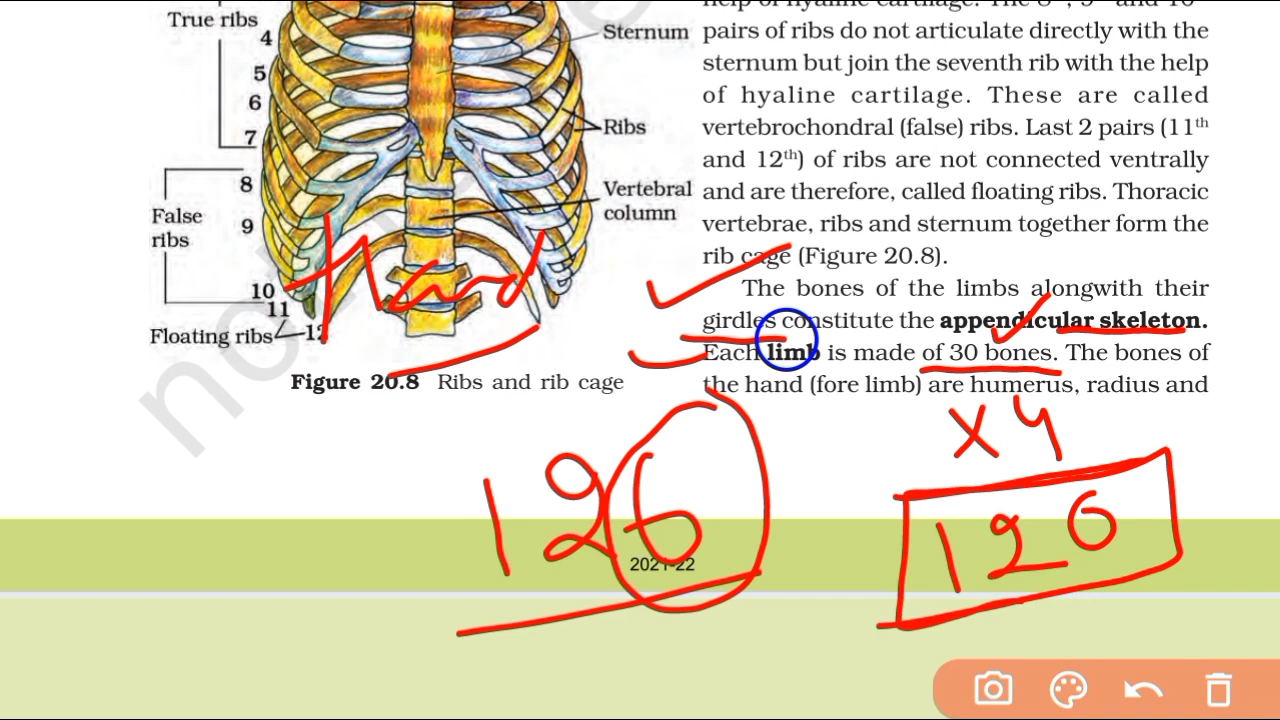 True ribs
4
5
6
7
8
9
10
11
12
False
ribs
Floating ribs
Sternum
Ribs
Vertebral
column
Figure 20.8 Ribs and rib cage
pairs of ribs do not articulate directly with the
sternum but join the seventh rib with the help
of hyaline cartilage. These are called
vertebrochondral (false) ribs. Last 2 pairs (11th
and 12th) of ribs are not connected ventrally
and are therefore, called floating ribs. Thoracic
vertebrae, ribs and sternum together form the
rib cage (Figure 20.8).
The bones of the limbs alongwith their
girdles constitute the appendicular skeleton.
Each limb is made of 30 bones. The bones of
the hand (fore limb) are humerus, radius and
Hand
x 4
126
120
2021-22